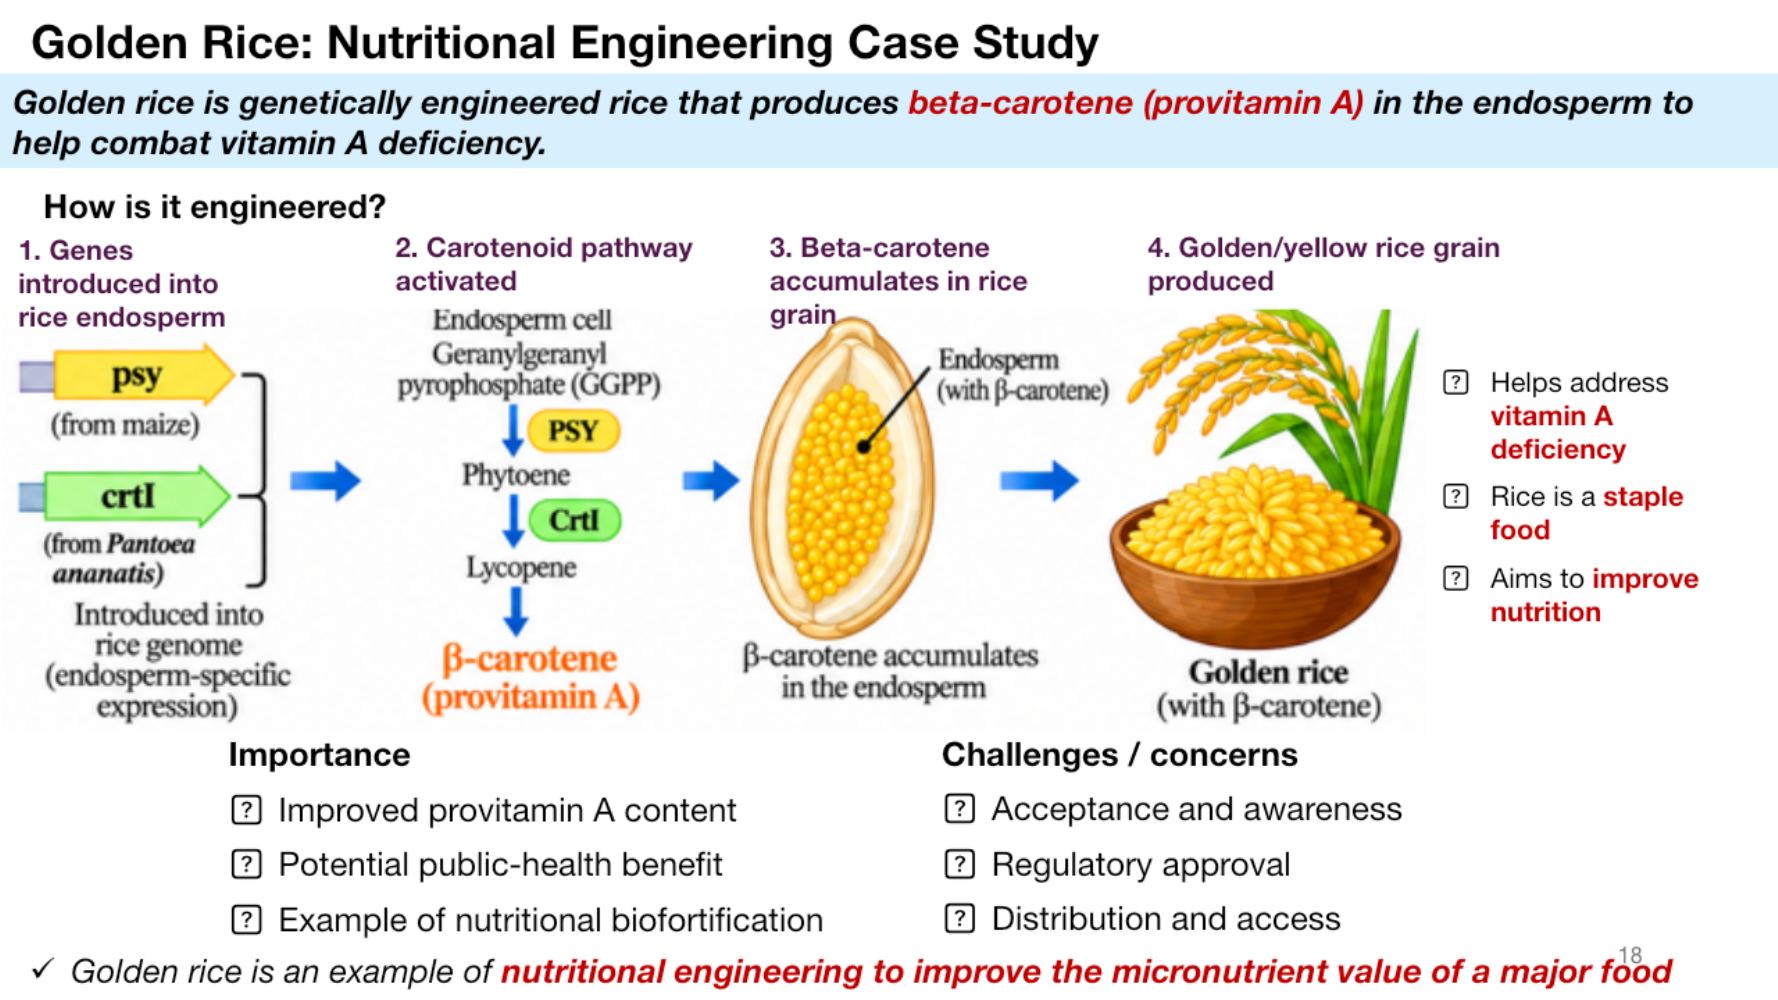 Golden Rice: Nutritional Engineering Case Study
Golden rice is genetically engineered rice that produces beta-carotene (provitamin A) in the endosperm to
help combat vitamin A deficiency.
How is it engineered?
1. Genes
introduced into
rice endosperm
psy
(from maize)
crtI
(from Pantoea
ananatis)
Introduced into
rice genome
(endosperm-specific
expression)
2. Carotenoid pathway
activated
Endosperm cell
Geranylgeranyl
pyrophosphate (GGPP)
PSY
Phytoene
CrtI
Lycopene
β-carotene
(provitamin A)
3. Beta-carotene
accumulates in rice
grain
Endosperm
(with β-carotene)
β-carotene accumulates
in the endosperm
4. Golden/yellow rice grain
produced
Golden rice
(with β-carotene)
? Helps address
vitamin A
deficiency
? Rice is a staple
food
? Aims to improve
nutrition
Importance
? Improved provitamin A content
? Potential public-health benefit
? Example of nutritional biofortification
Challenges / concerns
? Acceptance and awareness
? Regulatory approval
? Distribution and access
✓ Golden rice is an example of nutritional engineering to improve the micronutrient value of a major food
18